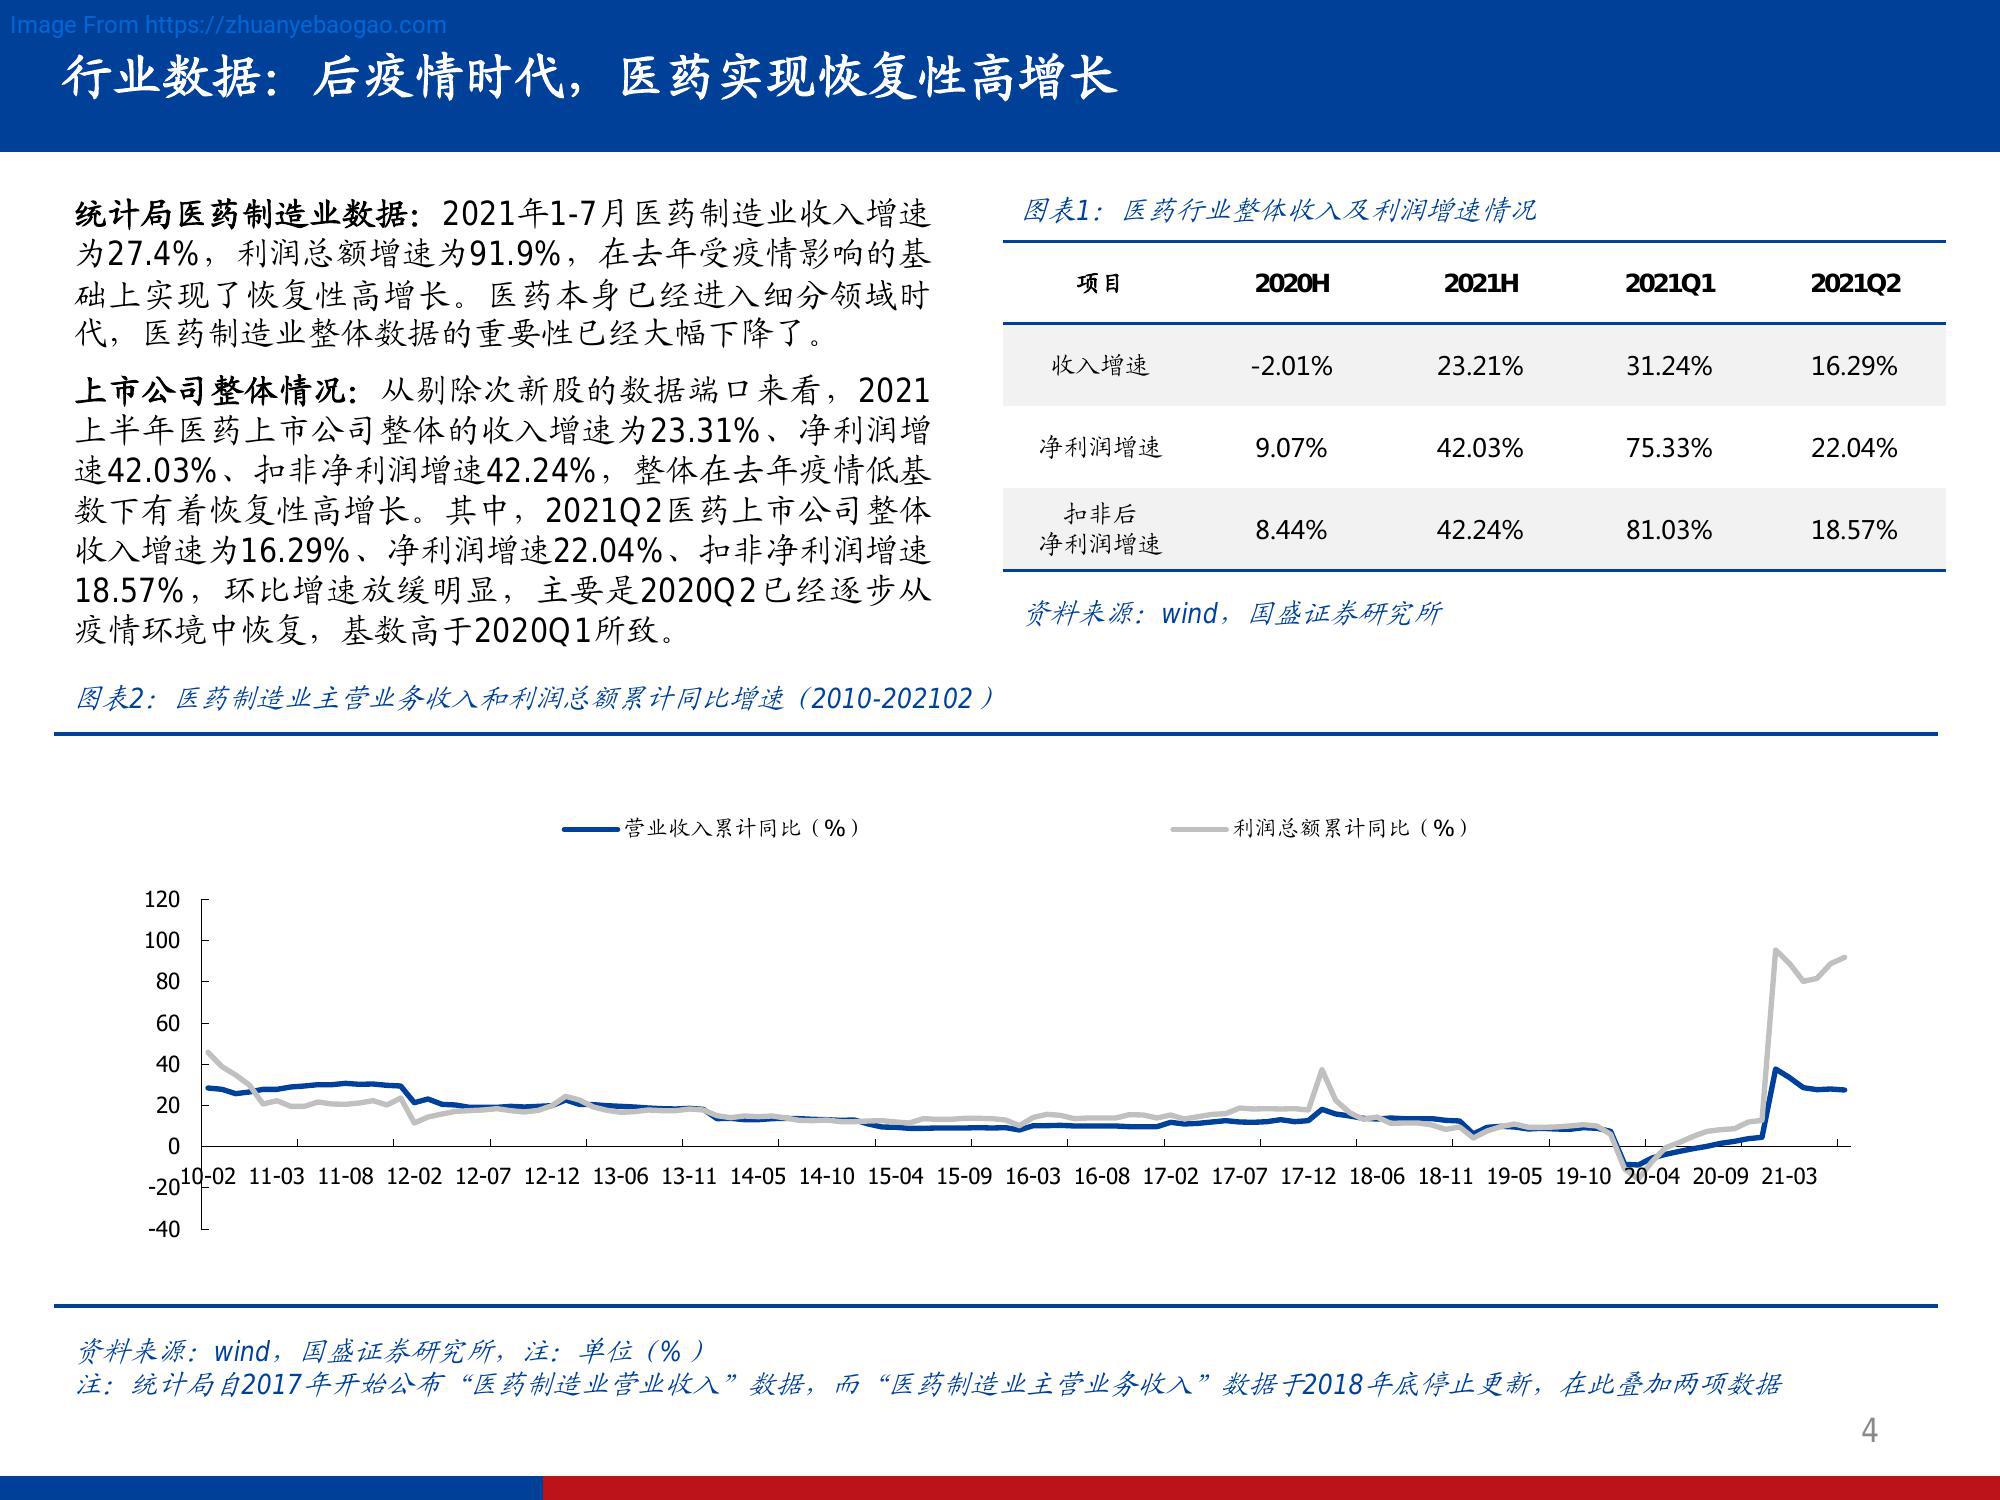 Image From https://zhuanyebaogao.com
行业数据：后疫情时代，医药实现恢复性高增长
统计局医药制造业数据：2021年1-7月医药制造业收入增速
为27.4%，利润总额增速为91.9%，在去年受疫情影响的基
础上实现了恢复性高增长。医药本身已经进入细分领域时
代，医药制造业整体数据的重要性已经大幅下降了。
上市公司整体情况：从剔除次新股的数据端口来看，2021
上半年医药上市公司整体的收入增速为23.31%、净利润增
速42.03%、扣非净利润增速42.24%，整体在去年疫情低基
数下有着恢复性高增长。其中，2021Q2医药上市公司整体
收入增速为16.29%、净利润增速22.04%、扣非净利润增速
18.57%，环比增速放缓明显，主要是2020Q2已经逐步从
疫情环境中恢复，基数高于2020Q1所致。
图表1：医药行业整体收入及利润增速情况
项目 2020H 2021H 2021Q1 2021Q2
收入增速 -2.01% 23.21% 31.24% 16.29%
净利润增速 9.07% 42.03% 75.33% 22.04%
扣非后
净利润增速 8.44% 42.24% 81.03% 18.57%
资料来源：wind，国盛证券研究所
图表2：医药制造业主营业务收入和利润总额累计同比增速（2010-202102）
营业收入累计同比（%） 利润总额累计同比（%）
120
100
80
60
40
20
0
-20
-40
10-02 11-03 11-08 12-02 12-07 12-12 13-06 13-11 14-05 14-10 15-04 15-09 16-03 16-08 17-02 17-07 17-12 18-06 18-11 19-05 19-10 20-04 20-09 21-03
资料来源：wind，国盛证券研究所，注：单位（%）
注：统计局自2017年开始公布“医药制造业营业收入”数据，而“医药制造业主营业务收入”数据于2018年底停止更新，在此叠加两项数据
4